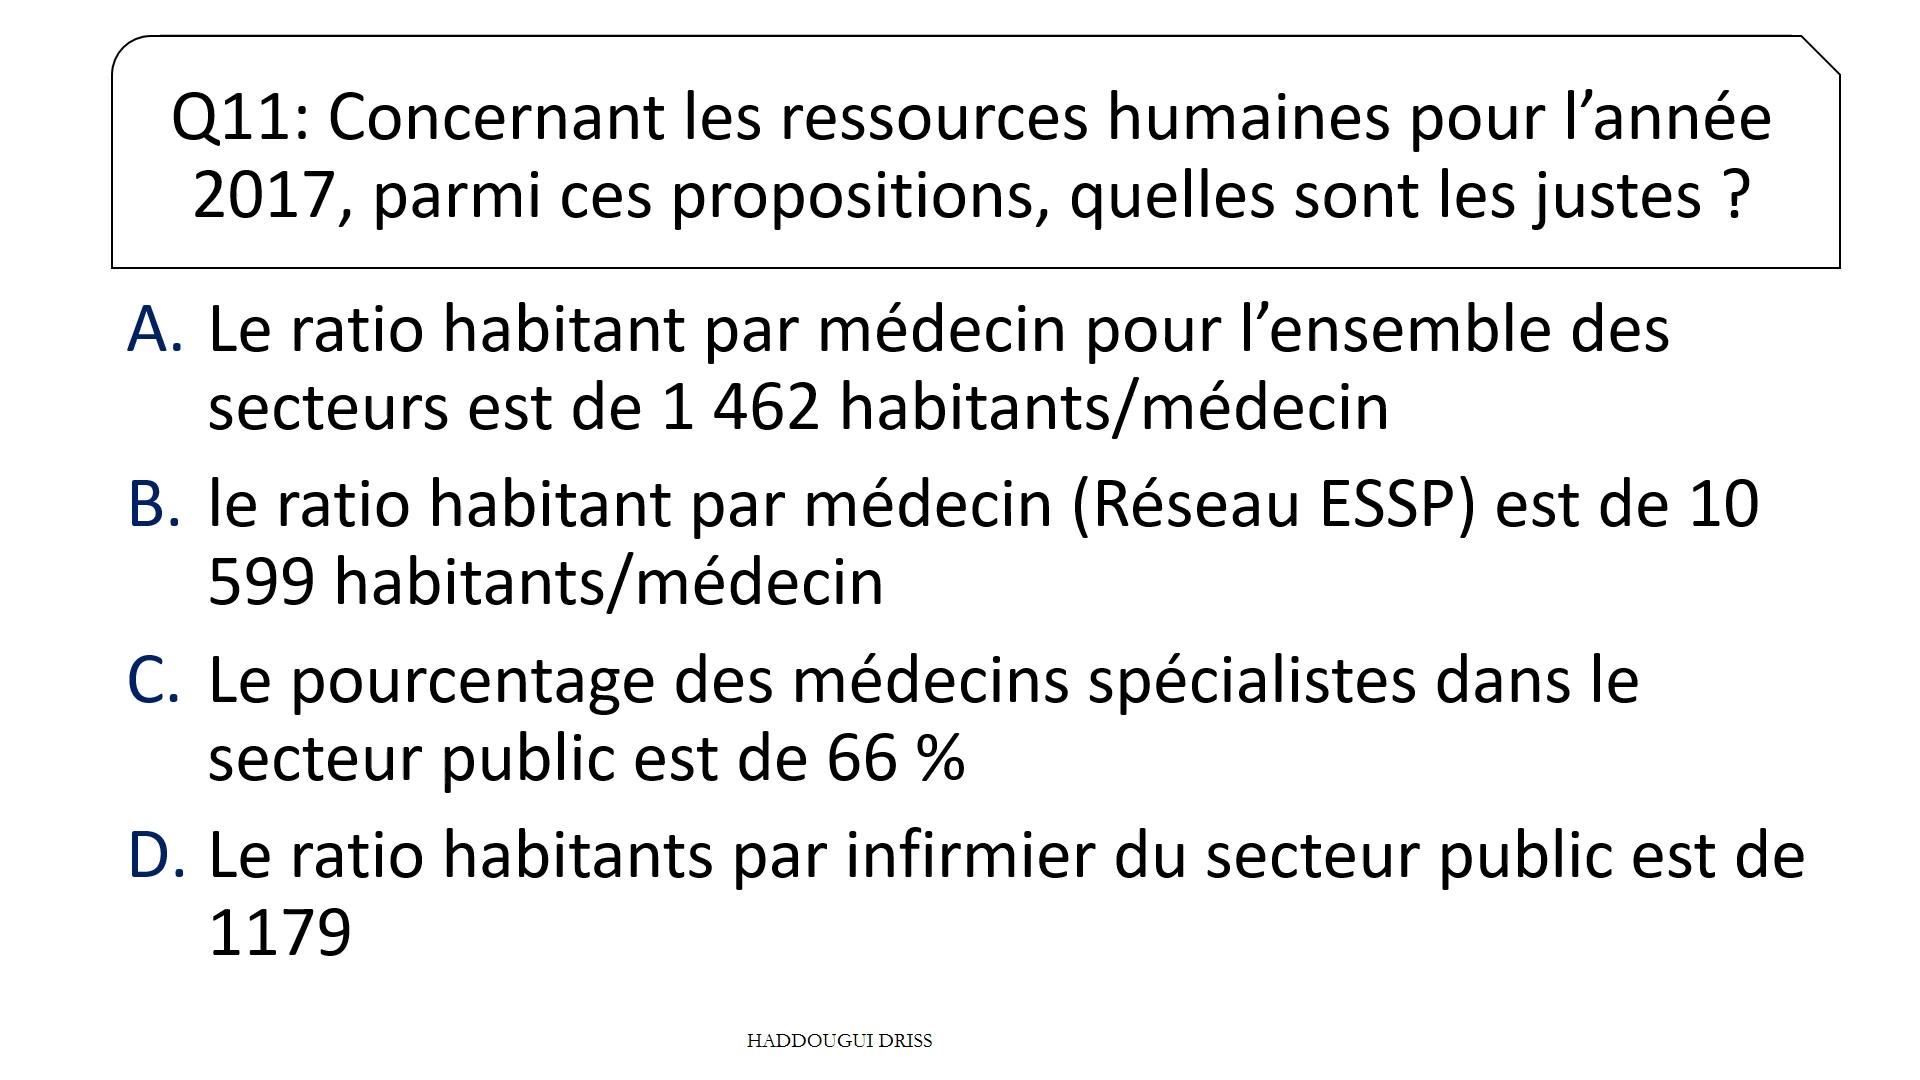 Q11: Concernant les ressources humaines pour l’année
2017, parmi ces propositions, quelles sont les justes ?
A. Le ratio habitant par médecin pour l’ensemble des
secteurs est de 1 462 habitants/médecin
B. le ratio habitant par médecin (Réseau ESSP) est de 10
599 habitants/médecin
C. Le pourcentage des médecins spécialistes dans le
secteur public est de 66 %
D. Le ratio habitants par infirmier du secteur public est de
1179
HADDOUGUI DRISS